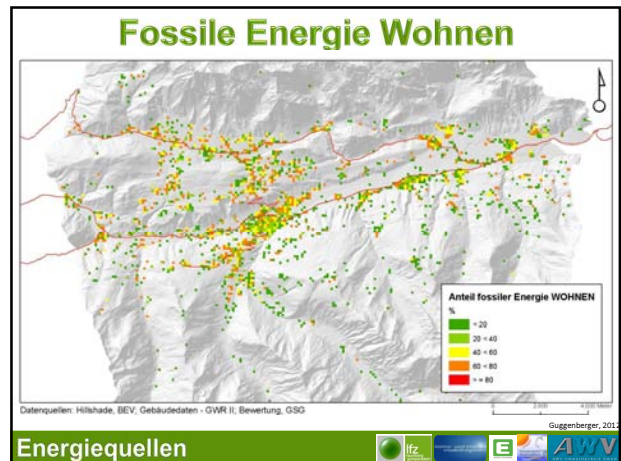 Fossile Energie Wohnen
Anteil fossiler Energie WOHNEN
%
< 20
20 < 40
40 < 60
60 < 80
> = 80
0 2.000 4.000 Meter
Datenquellen: Hillshade, BEV; Gebäudedaten - GWR II; Bewertung, GSG
Guggenberger, 2012
Energiequellen
lfz
E
AWV